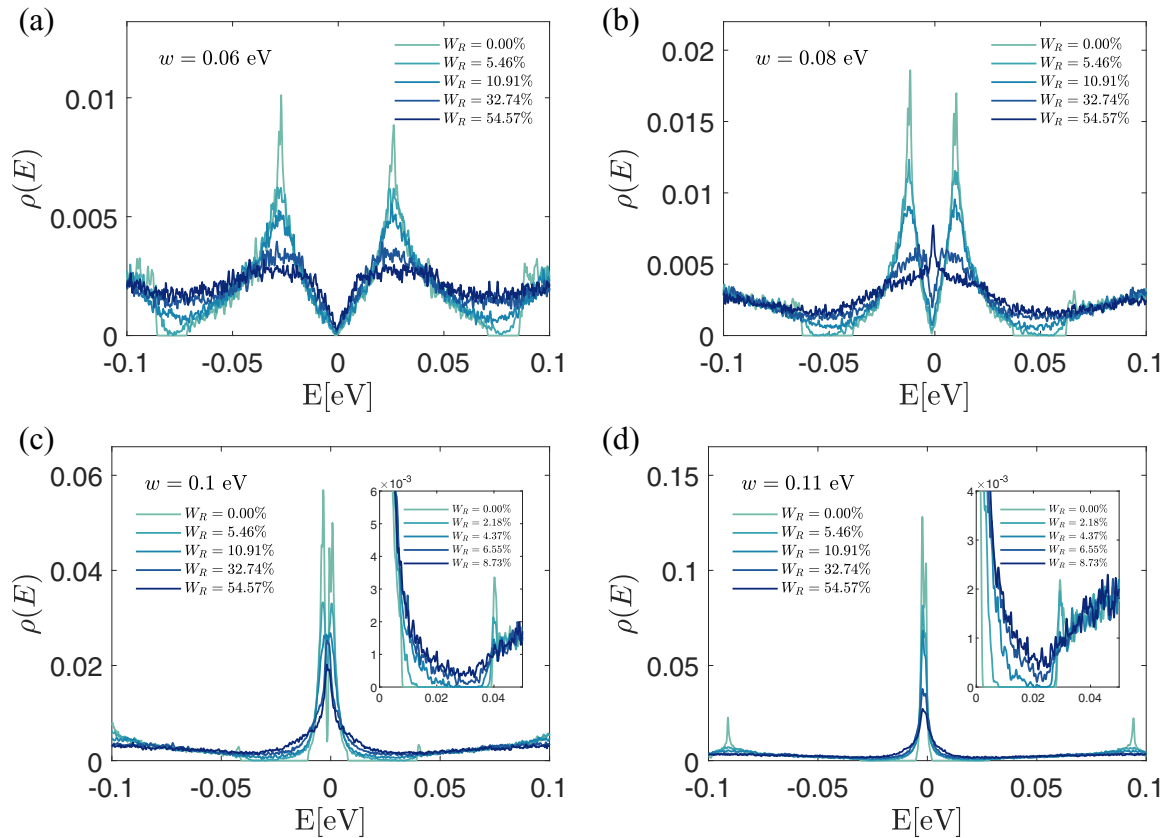 (a)
w = 0.06 eV
W_R = 0.00%
W_R = 5.46%
W_R = 10.91%
W_R = 32.74%
W_R = 54.57%
0.01
0.005
0
ρ(E)
-0.1 -0.05 0 0.05 0.1
E[eV]
(b)
w = 0.08 eV
W_R = 0.00%
W_R = 5.46%
W_R = 10.91%
W_R = 32.74%
W_R = 54.57%
0.02
0.015
0.01
0.005
0
ρ(E)
-0.1 -0.05 0 0.05 0.1
E[eV]
(c)
w = 0.1 eV
W_R = 0.00%
W_R = 5.46%
W_R = 10.91%
W_R = 32.74%
W_R = 54.57%
0.06
0.04
0.02
0
ρ(E)
-0.1 -0.05 0 0.05 0.1
E[eV]
×10⁻³
6
5
4
3
2
1
0
W_R = 0.00%
W_R = 2.18%
W_R = 4.37%
W_R = 6.55%
W_R = 8.73%
0 0.02 0.04
(d)
w = 0.11 eV
W_R = 0.00%
W_R = 5.46%
W_R = 10.91%
W_R = 32.74%
W_R = 54.57%
0.15
0.1
0.05
0
ρ(E)
-0.1 -0.05 0 0.05 0.1
E[eV]
×10⁻³
4
3
2
1
0
W_R = 0.00%
W_R = 2.18%
W_R = 4.37%
W_R = 6.55%
W_R = 8.73%
0 0.02 0.04